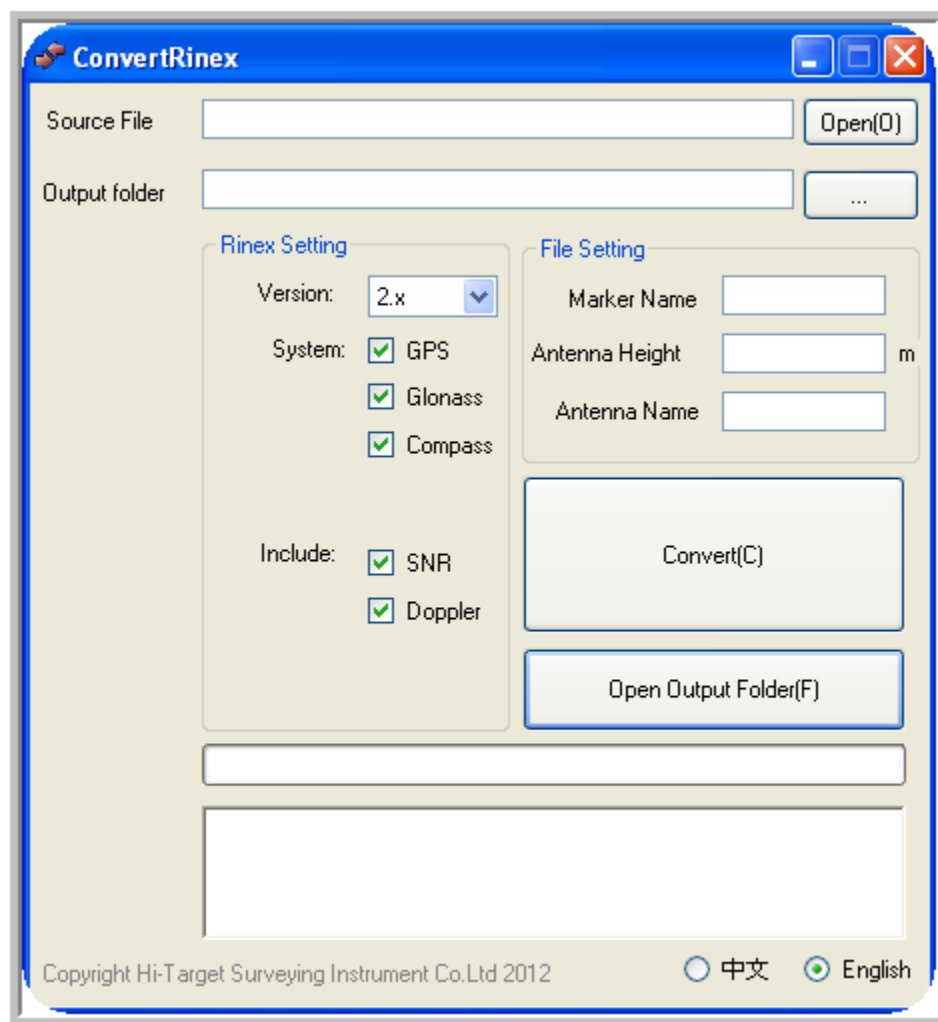 ConvertRinex
Source File
Open(O)
Output folder
...
Rinex Setting
Version:
2.x
System:
GPS
Glonass
Compass
Include:
SNR
Doppler
File Setting
Marker Name
Antenna Height
m
Antenna Name
Convert(C)
Open Output Folder(F)
Copyright Hi-Target Surveying Instrument Co.Ltd 2012
中文
English